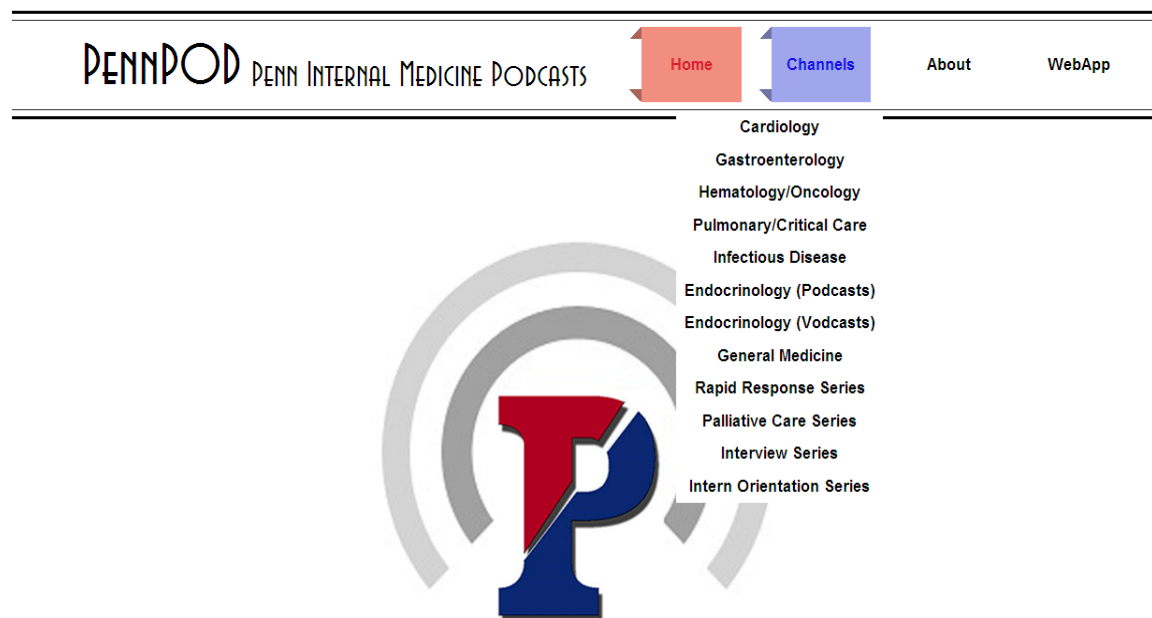 PennPOD Penn Internal Medicine Podcasts
Home
Channels
About
WebApp
Cardiology
Gastroenterology
Hematology/Oncology
Pulmonary/Critical Care
Infectious Disease
Endocrinology (Podcasts)
Endocrinology (Vodcasts)
General Medicine
Rapid Response Series
Palliative Care Series
Interview Series
Intern Orientation Series
P